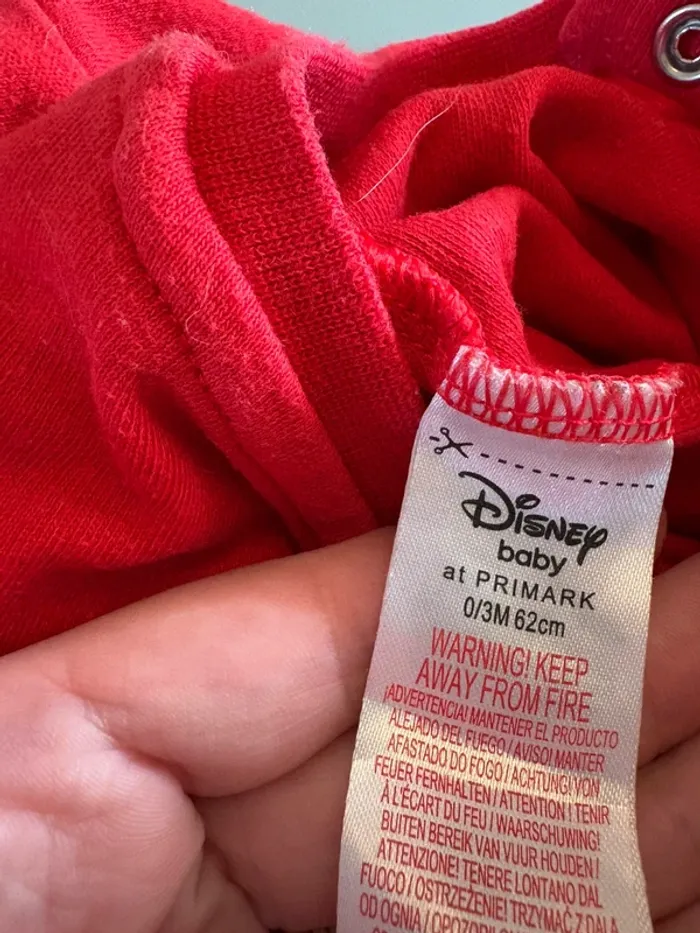 Disney
baby
at PRIMARK
0/3M 62cm
WARNING! KEEP
AWAY FROM FIRE
¡ADVERTENCIA! MANTENER EL PRODUCTO
ALEJADO DEL FUEGO / AVISO! MANTER
AFASTADO DO FOGO / ACHTUNG! VON
FEUER FERNHALTEN / ATTENTION ! TENIR
À L'ÉCART DU FEU / WAARSCHUWING!
BUITEN BEREIK VAN VUUR HOUDEN /
ATTENZIONE! TENERE LONTANO DAL
FUOCO / OSTRZEŻENIE! TRZYMAĆ Z DALA
OD OGNIA / OPOZORILO!